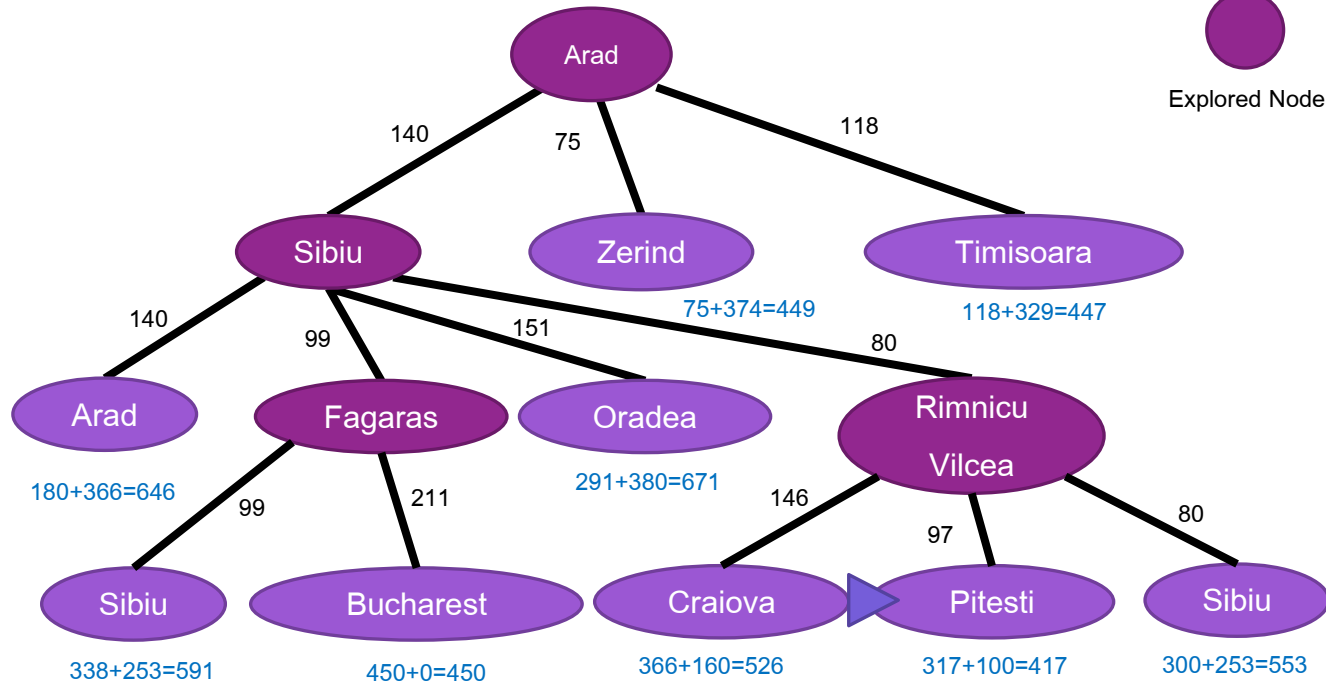 Arad
Explored Node
140
75
118
Sibiu
Zerind
Timisoara
75+374=449
118+329=447
140
99
151
80
Arad
Fagaras
Oradea
Rimnicu
Vilcea
180+366=646
291+380=671
99
211
146
97
80
Sibiu
Bucharest
Craiova
Pitesti
Sibiu
338+253=591
450+0=450
366+160=526
317+100=417
300+253=553